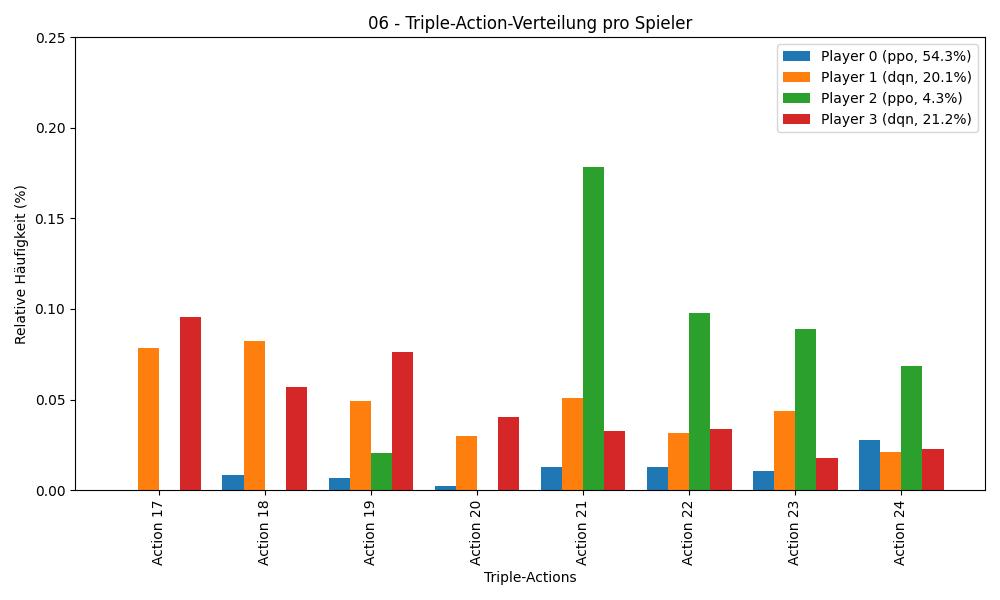 06 - Triple-Action-Verteilung pro Spieler
Player 0 (ppo, 54.3%)
Player 1 (dqn, 20.1%)
Player 2 (ppo, 4.3%)
Player 3 (dqn, 21.2%)
Relative Häufigkeit (%)
0.25
0.20
0.15
0.10
0.05
0.00
Action 17
Action 18
Action 19
Action 20
Action 21
Action 22
Action 23
Action 24
Triple-Actions